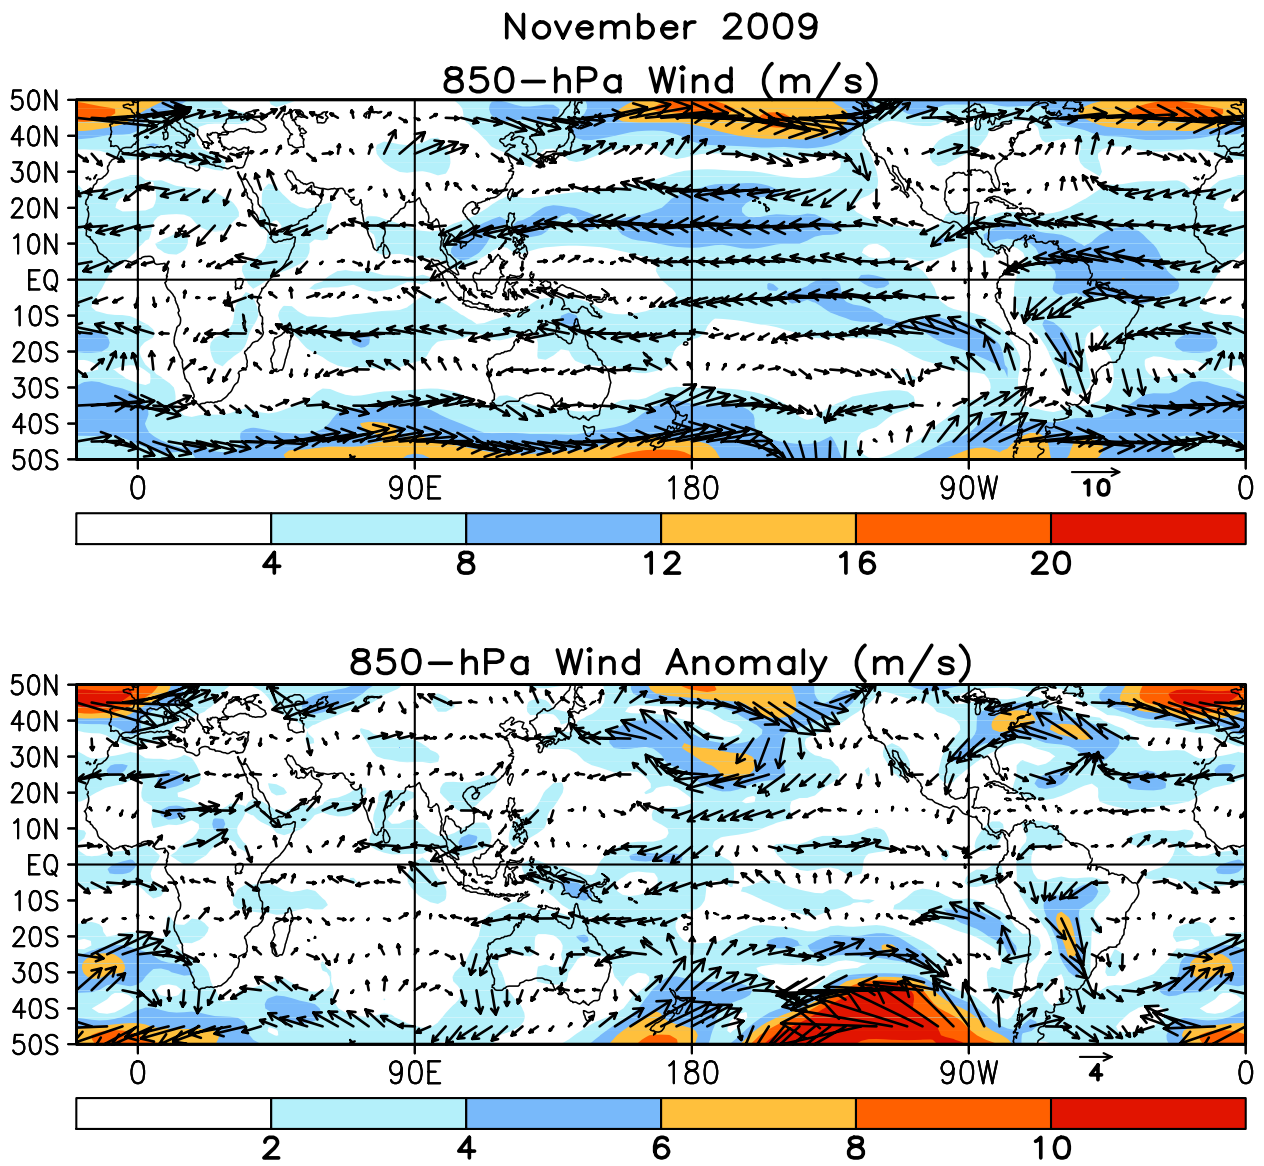 November 2009
850-hPa Wind (m/s)
50N
40N
30N
20N
10N
EQ
10S
20S
30S
40S
50S
0 90E 180 90W 0
10
4 8 12 16 20
850-hPa Wind Anomaly (m/s)
50N
40N
30N
20N
10N
EQ
10S
20S
30S
40S
50S
0 90E 180 90W 0
4
2 4 6 8 10